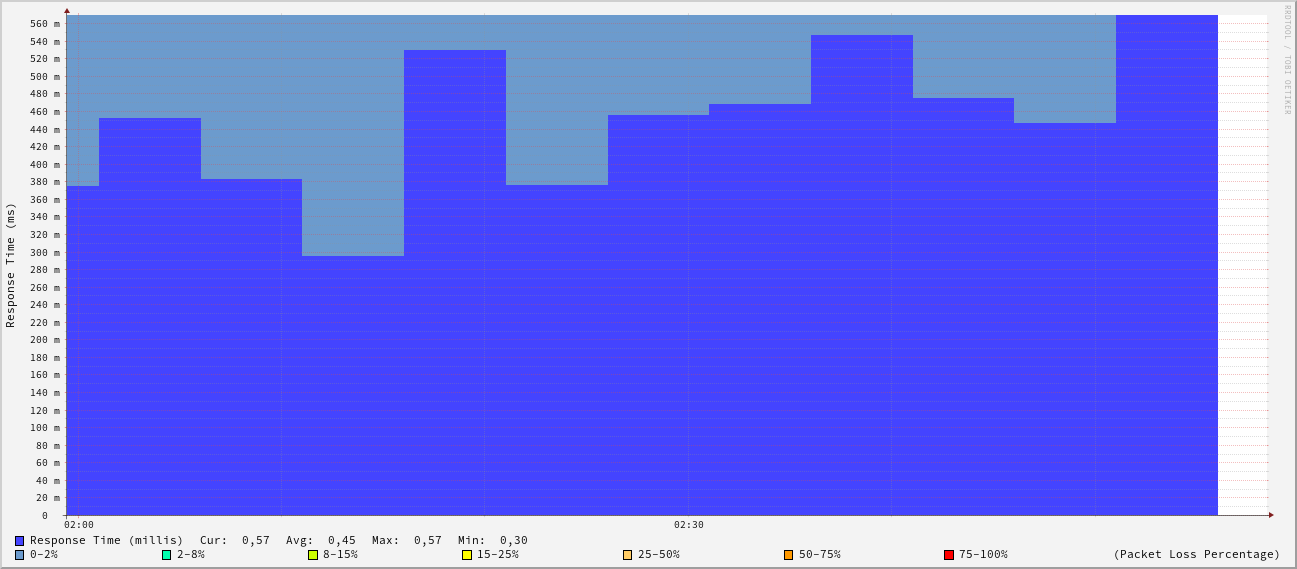 RRDTOOL / TOBI OETIKER
Response Time (ms)
560 m
540 m
520 m
500 m
480 m
460 m
440 m
420 m
400 m
380 m
360 m
340 m
320 m
300 m
280 m
260 m
240 m
220 m
200 m
180 m
160 m
140 m
120 m
100 m
80 m
60 m
40 m
20 m
0
02:00 02:30
Response Time (millis) Cur: 0,57 Avg: 0,45 Max: 0,57 Min: 0,30
0-2% 2-8% 8-15% 15-25% 25-50% 50-75% 75-100% (Packet Loss Percentage)